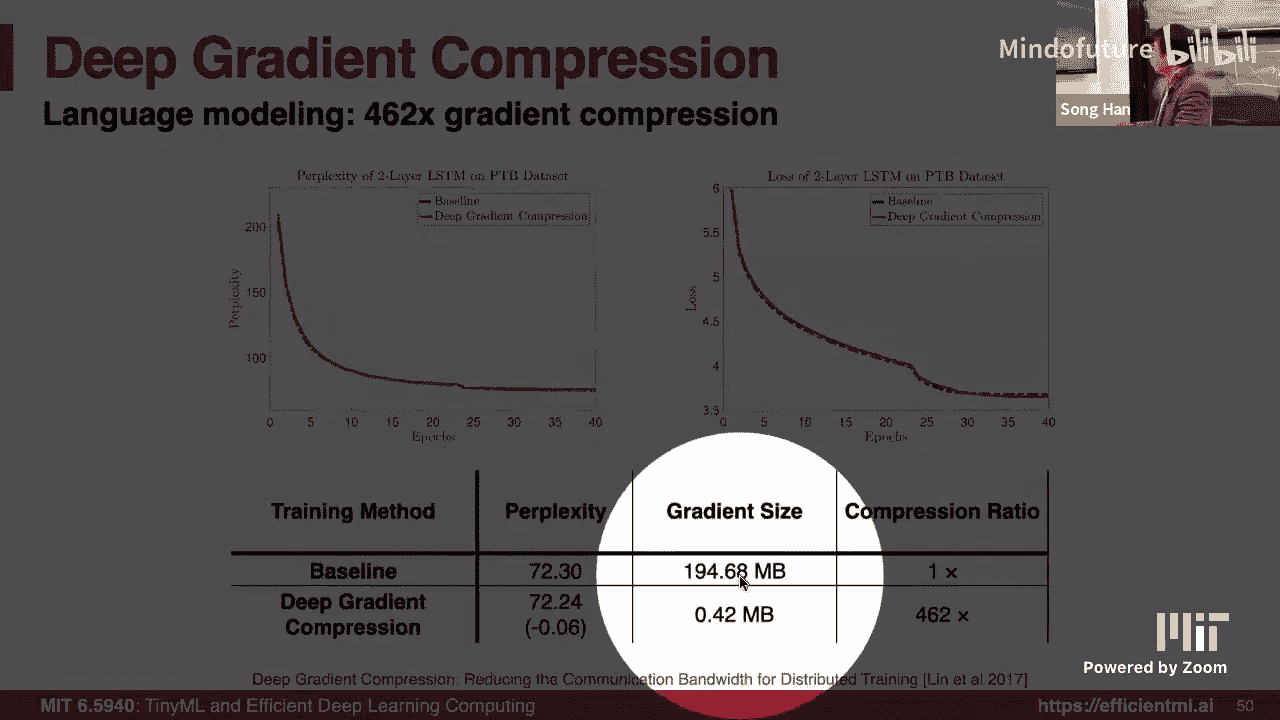 Deep Gradient Compression
Language modeling: 462x gradient compression
Mindofuture bilibili
Song Han
Perplexity of 2-Layer LSTM on PTB Dataset
Baseline
Deep Gradient Compression
200
150
100
Perplexity
0 5 10 15 20 25 30 35 40
Epochs
Loss of 2-Layer LSTM on PTB Dataset
Baseline
Deep Gradient Compression
6
5.5
5
4.5
4
3.5
Loss
0 5 10 15 20 25 30 35 40
Epochs
Training Method Perplexity Gradient Size Compression Ratio
Baseline 72.30 194.68 MB 1 ×
Deep Gradient Compression 72.24 (-0.06) 0.42 MB 462 ×
Deep Gradient Compression: Reducing the Communication Bandwidth for Distributed Training [Lin et al 2017]
MIT
Powered by Zoom
MIT 6.5940: TinyML and Efficient Deep Learning Computing
https://efficientml.ai 50